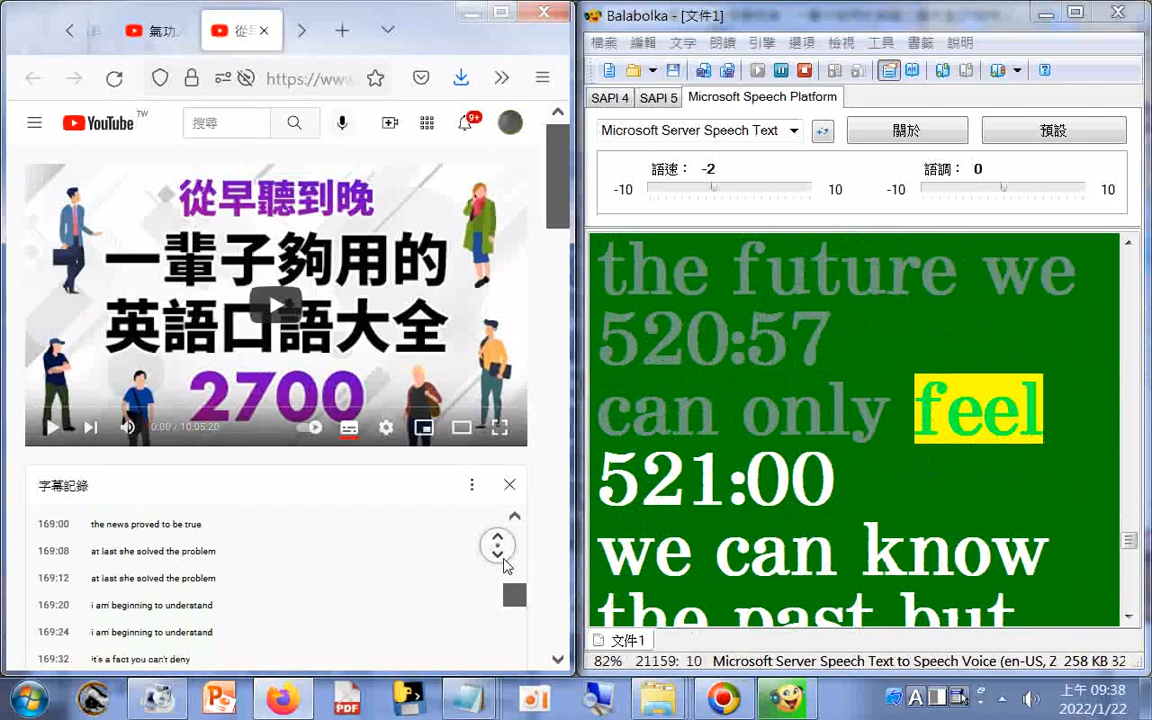 氣功
從
https://www
YouTube TW
搜尋
9+
從早聽到晚
一輩子夠用的
英語口語大全
2700
0:00 / 10:05:20
字幕記錄
169:00 the news proved to be true
169:08 at last she solved the problem
169:12 at last she solved the problem
169:20 i am beginning to understand
169:24 i am beginning to understand
169:32 it's a fact you can't deny
Balabolka - [文件1]
檔案 編輯 文字 朗讀 引擎 選項 檢視 工具 書籤 說明
SAPI 4 SAPI 5 Microsoft Speech Platform
Microsoft Server Speech Text 關於 預設
語速： -2 語調： 0
-10 10 -10 10
the future we
520:57
can only feel
521:00
we can know
the past but
文件1
82% 21159: 10 Microsoft Server Speech Text to Speech Voice (en-US, Z 258 KB 32
PDF
A
上午 09:38
2022/1/22